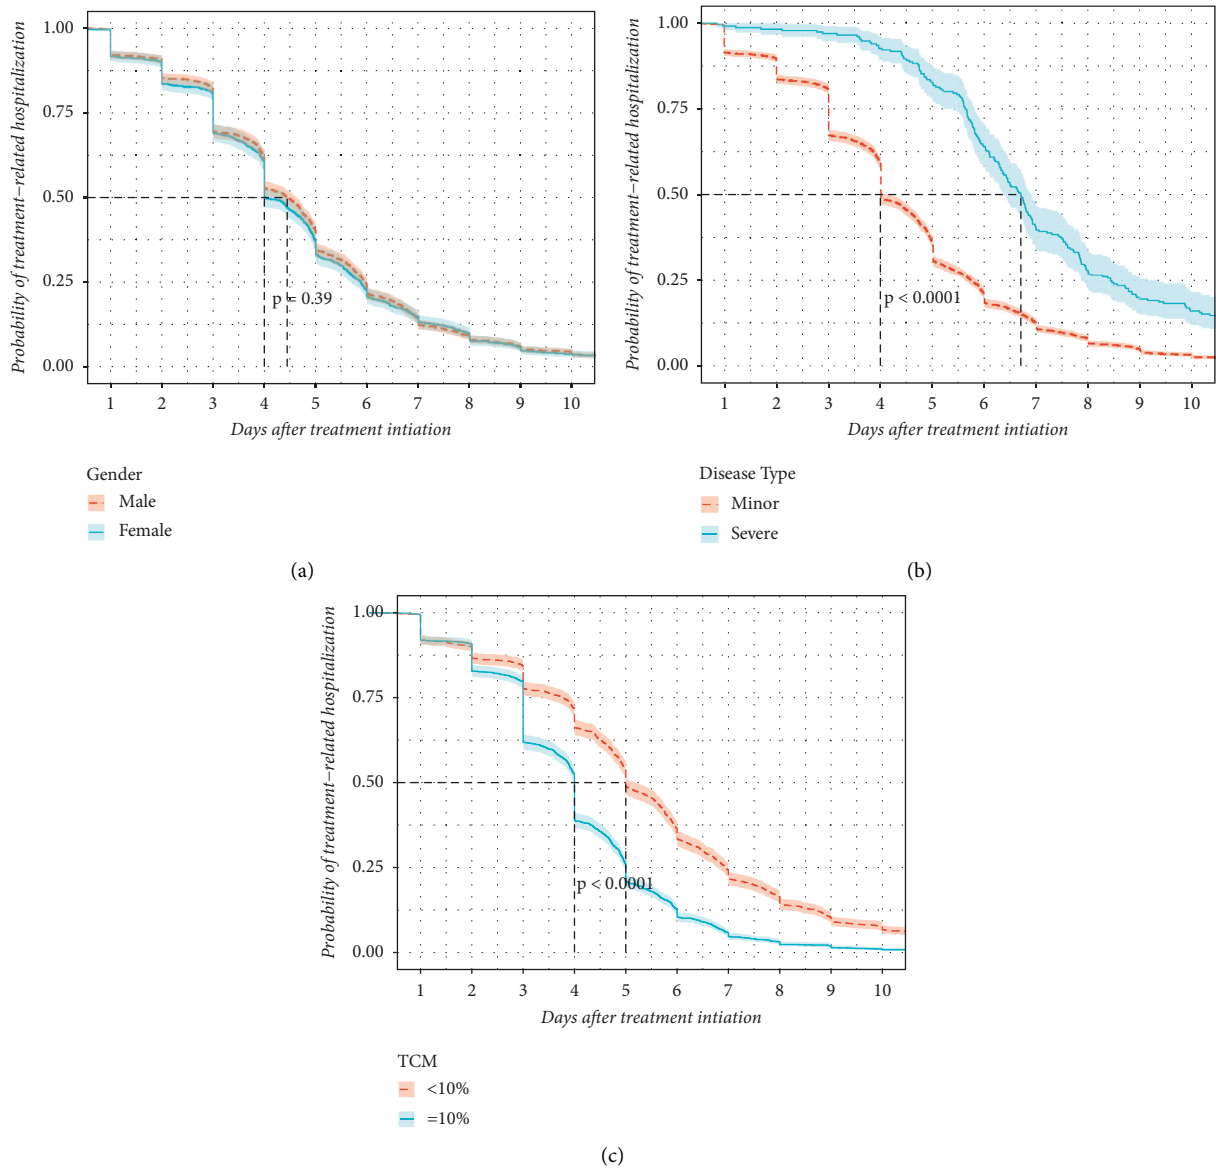 Probability of treatment−related hospitalization
1.00
0.75
0.50
0.25
0.00
p = 0.39
1 2 3 4 5 6 7 8 9 10
Days after treatment intiation
Gender
Male
Female
(a)
Probability of treatment−related hospitalization
1.00
0.75
0.50
0.25
0.00
p < 0.0001
1 2 3 4 5 6 7 8 9 10
Days after treatment intiation
Disease Type
Minor
Severe
(b)
Probability of treatment−related hospitalization
1.00
0.75
0.50
0.25
0.00
p < 0.0001
1 2 3 4 5 6 7 8 9 10
Days after treatment intiation
TCM
<10%
=10%
(c)